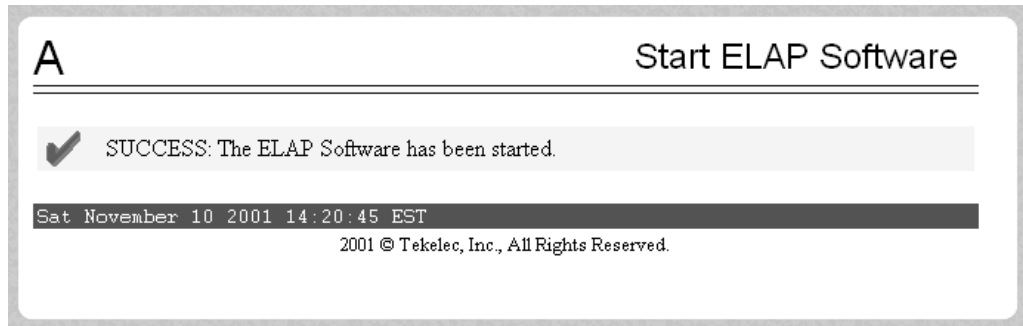 A
Start ELAP Software
SUCCESS: The ELAP Software has been started.
Sat November 10 2001 14:20:45 EST
2001 © Tekelec, Inc., All Rights Reserved.